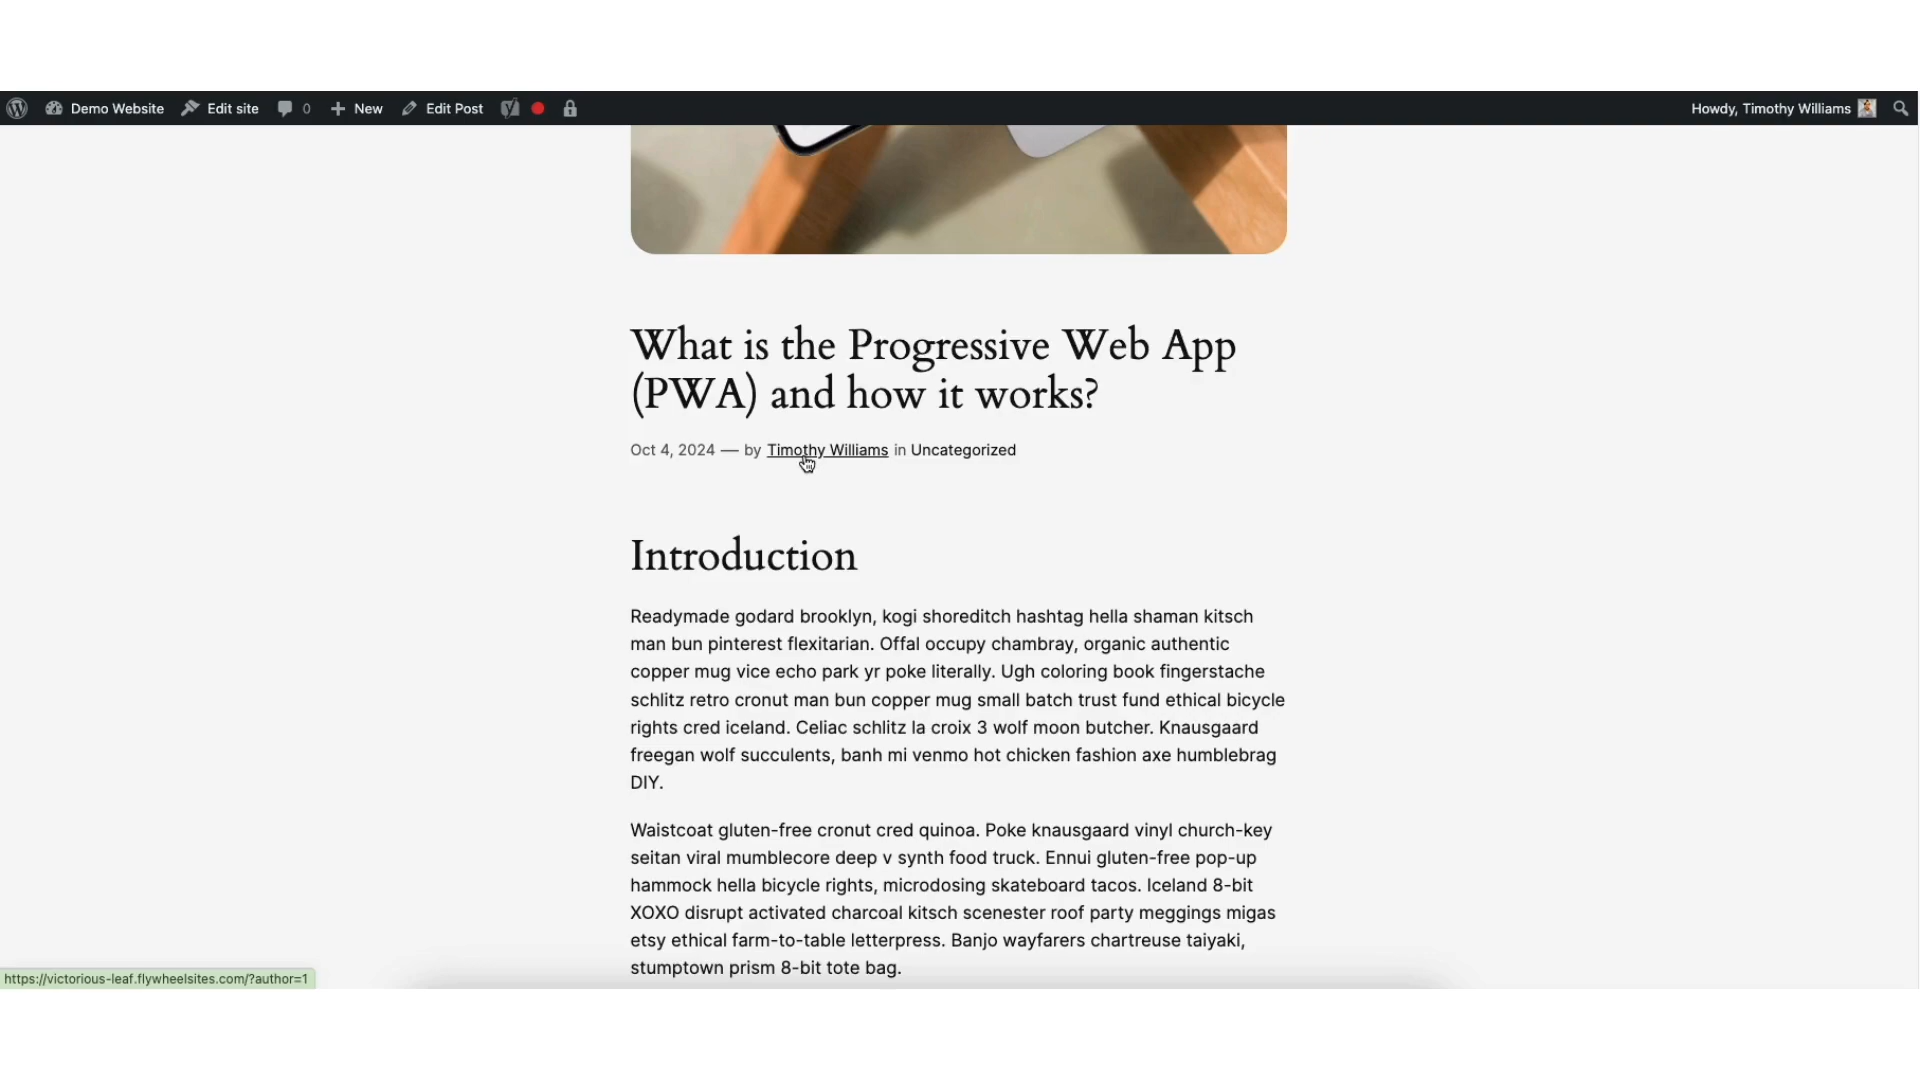 Demo Website Edit site 0 New Edit Post Howdy, Timothy Williams
What is the Progressive Web App
(PWA) and how it works?
Oct 4, 2024 — by Timothy Williams in Uncategorized
Introduction
Readymade godard brooklyn, kogi shoreditch hashtag hella shaman kitsch
man bun pinterest flexitarian. Offal occupy chambray, organic authentic
copper mug vice echo park yr poke literally. Ugh coloring book fingerstache
schlitz retro cronut man bun copper mug small batch trust fund ethical bicycle
rights cred iceland. Celiac schlitz la croix 3 wolf moon butcher. Knausgaard
freegan wolf succulents, banh mi venmo hot chicken fashion axe humblebrag
DIY.
Waistcoat gluten-free cronut cred quinoa. Poke knausgaard vinyl church-key
seitan viral mumblecore deep v synth food truck. Ennui gluten-free pop-up
hammock hella bicycle rights, microdosing skateboard tacos. Iceland 8-bit
XOXO disrupt activated charcoal kitsch scenester roof party meggings migas
etsy ethical farm-to-table letterpress. Banjo wayfarers chartreuse taiyaki,
stumptown prism 8-bit tote bag.
https://victorious-leaf.flywheelsites.com/?author=1